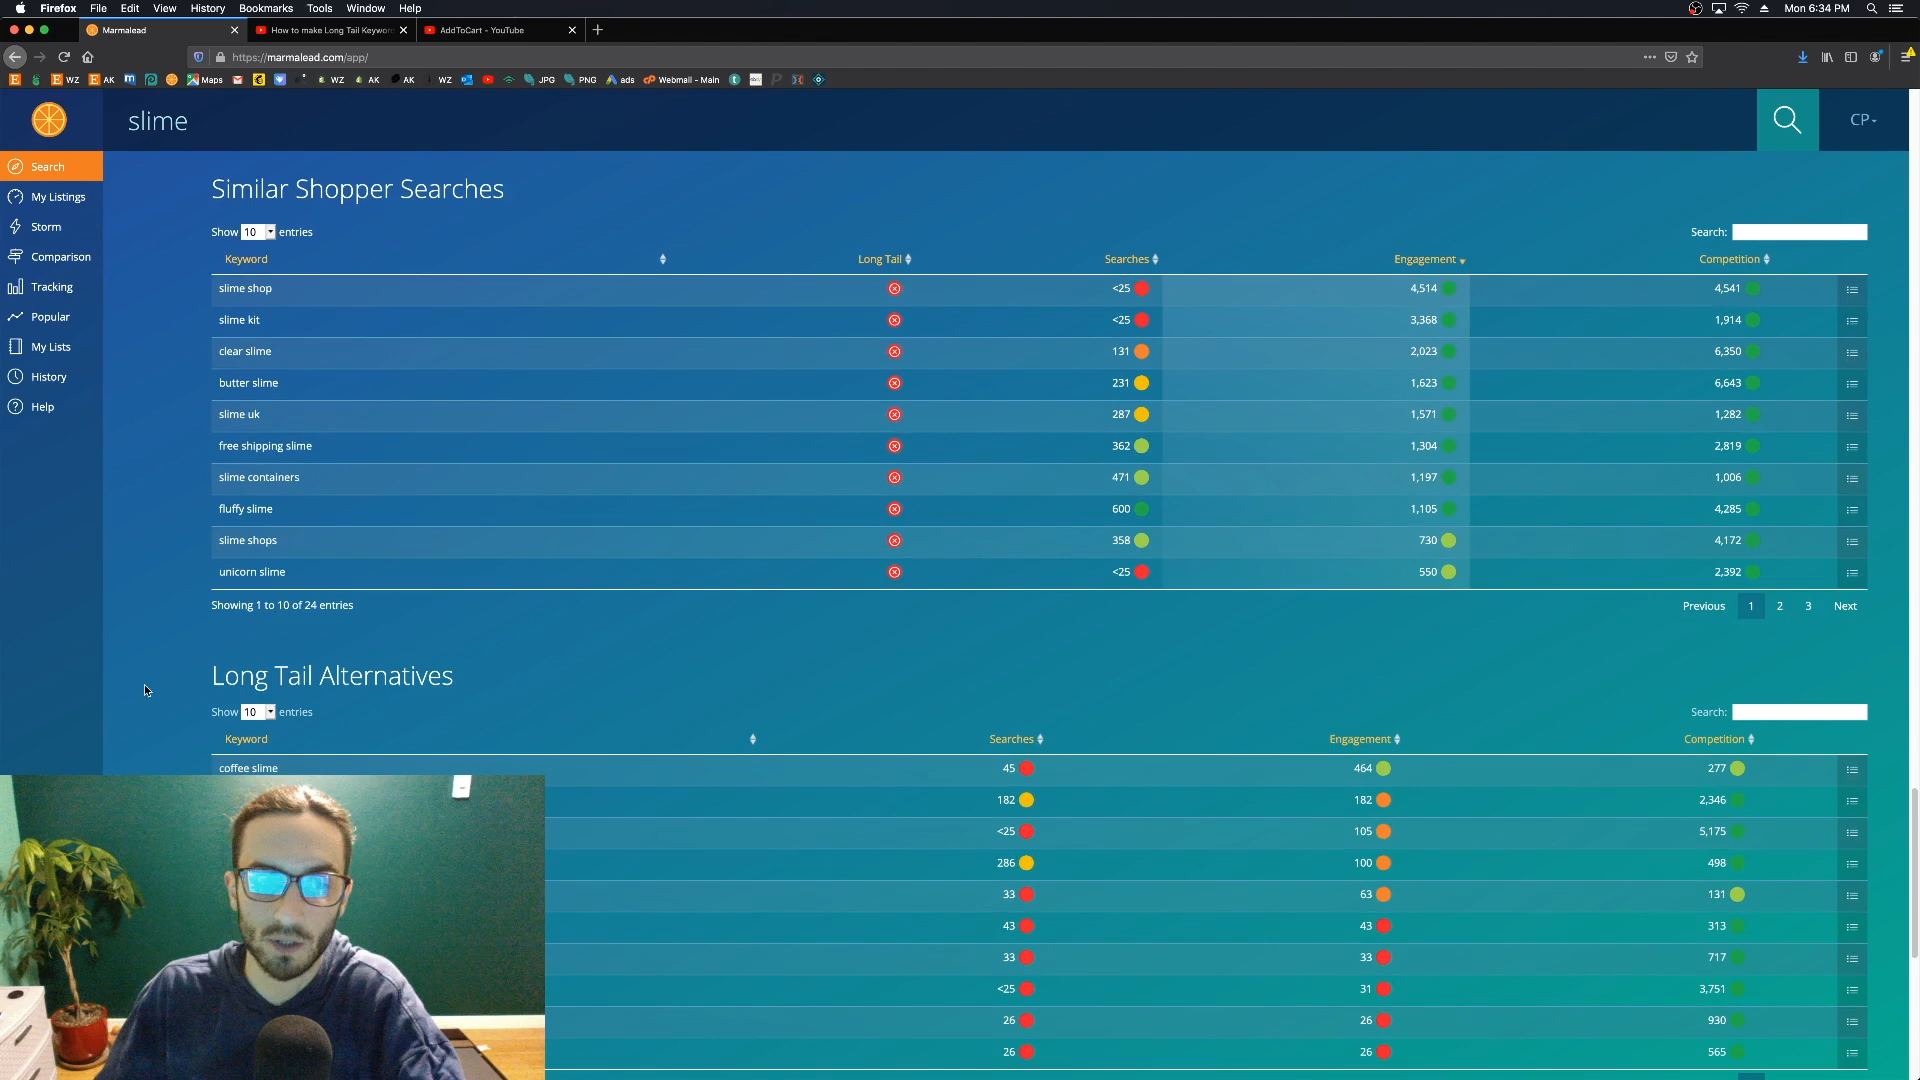 Firefox File Edit View History Bookmarks Tools Window Help Mon 6:34 PM
Marmalead How to make Long Tail Keywor AddToCart - YouTube
https://marmalead.com/app/
WZ AK Maps WZ AK AK WZ JPG PNG ads Webmail - Main
slime CP
Search
My Listings
Storm
Comparison
Tracking
Popular
My Lists
History
Help
Similar Shopper Searches
Show 10 entries Search:
Keyword Long Tail Searches Engagement Competition
slime shop <25 4,514 4,541
slime kit <25 3,368 1,914
clear slime 131 2,023 6,350
butter slime 231 1,623 6,643
slime uk 287 1,571 1,282
free shipping slime 362 1,304 2,819
slime containers 471 1,197 1,006
fluffy slime 600 1,105 4,285
slime shops 358 730 4,172
unicorn slime <25 550 2,392
Showing 1 to 10 of 24 entries Previous 1 2 3 Next
Long Tail Alternatives
Show 10 entries Search:
Keyword Searches Engagement Competition
coffee slime 45 464 277
182 182 2,346
<25 105 5,175
286 100 498
33 63 131
43 43 313
33 33 717
<25 31 3,751
26 26 930
26 26 565